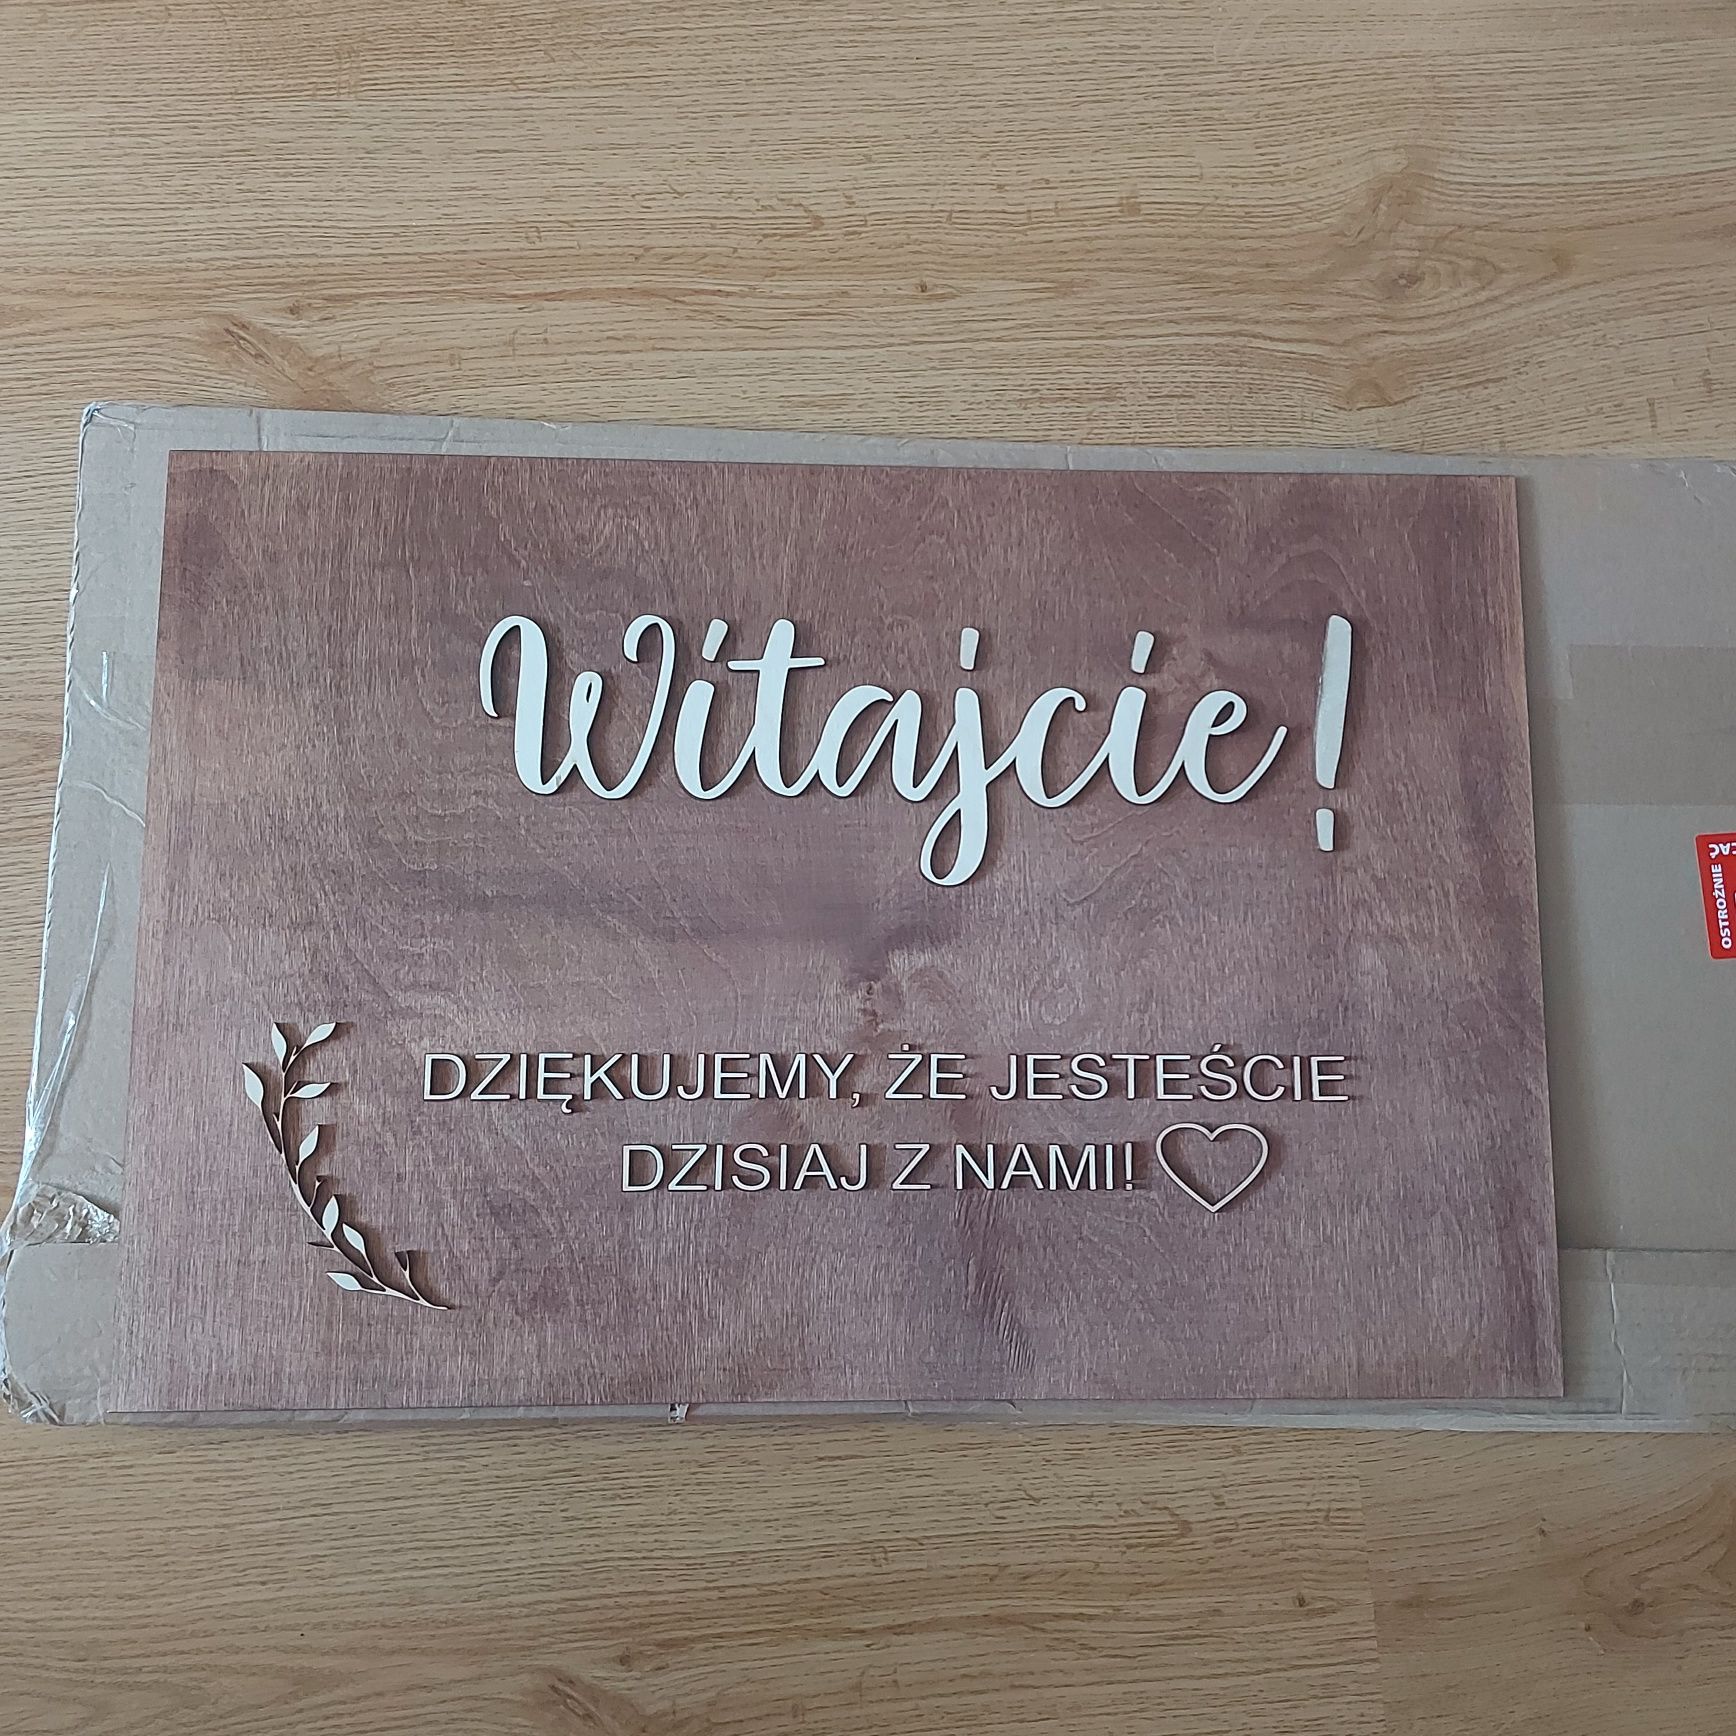 Witajcie!
DZIĘKUJEMY, ŻE JESTEŚCIE
DZISIAJ Z NAMI!
OSTROŻNIE